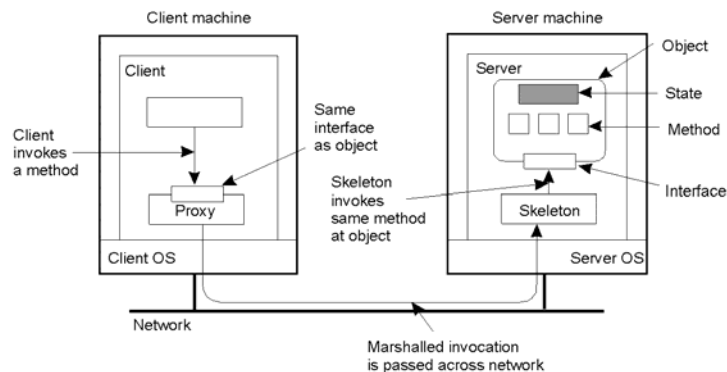 Client machine
Server machine
Object
Client
Server
State
Same
interface
as object
Client
invokes
a method
Method
Skeleton
invokes
same method
at object
Interface
Proxy
Skeleton
Client OS
Server OS
Network
Marshalled invocation
is passed across network